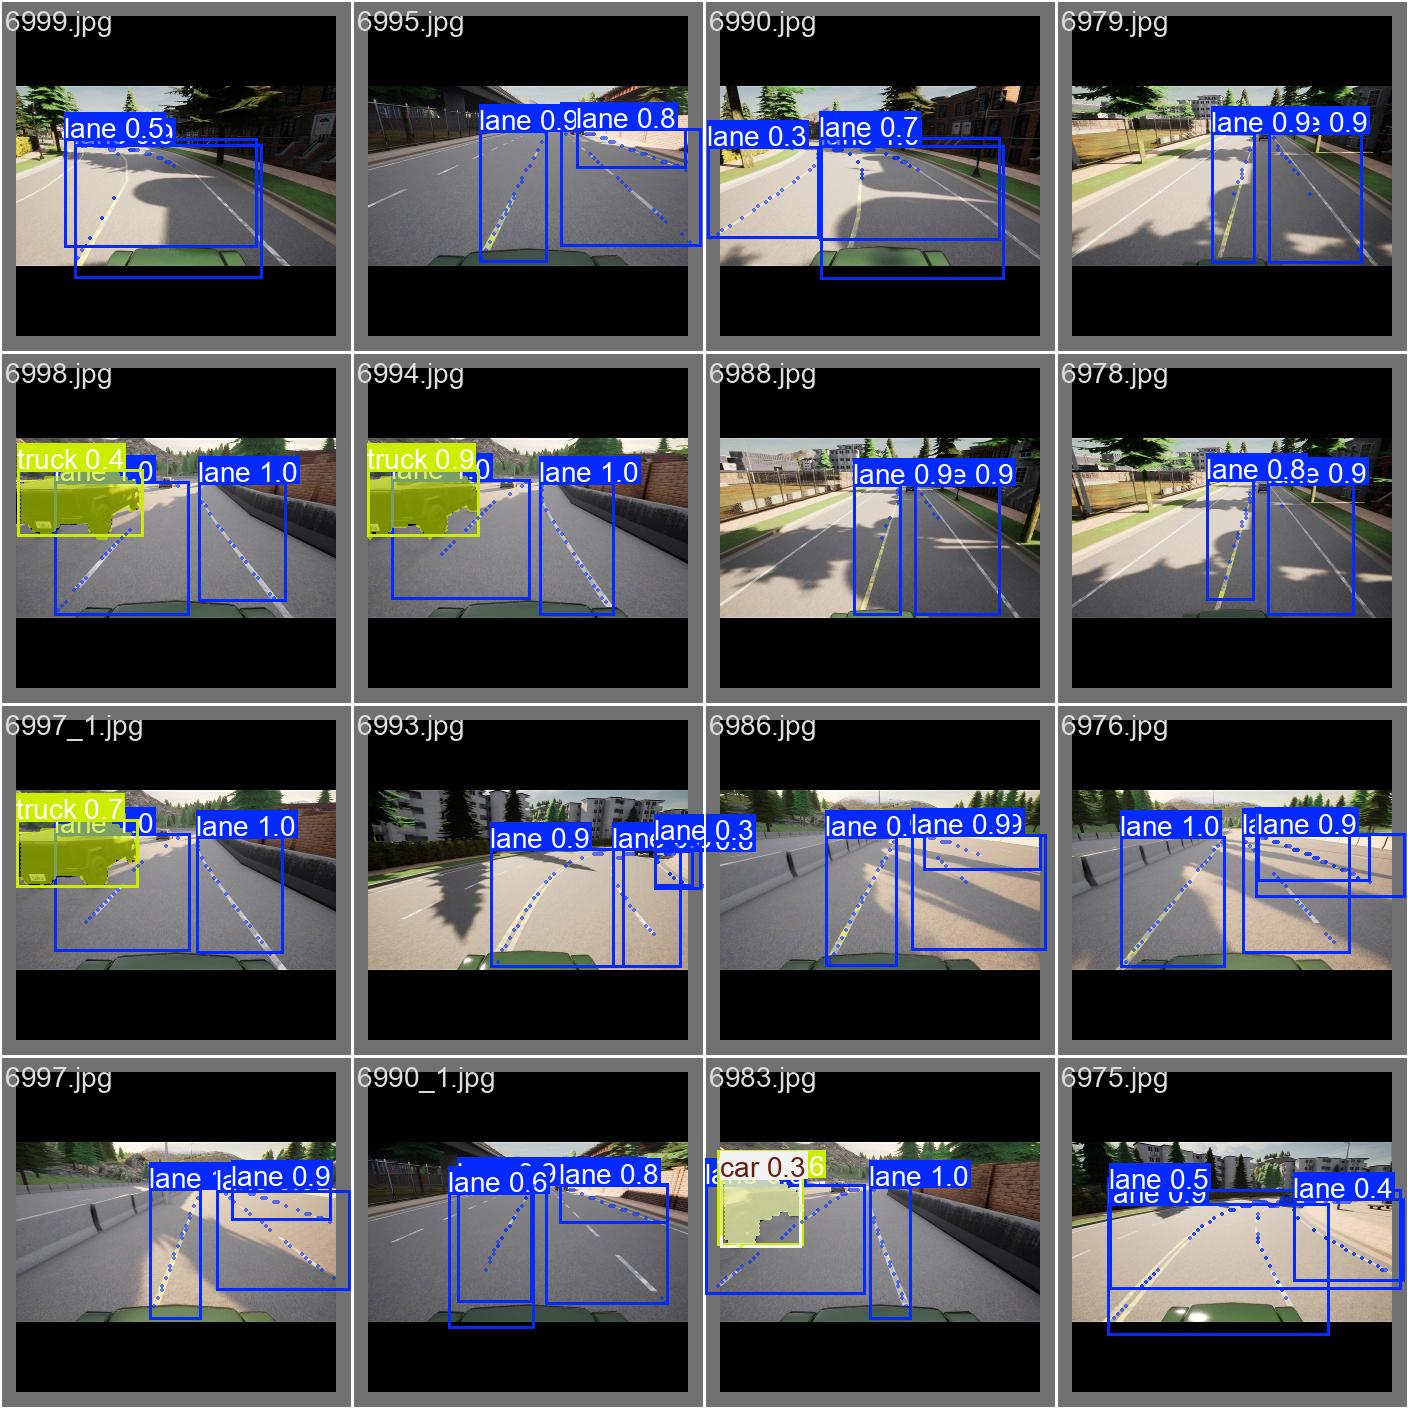 6999.jpg
lane 0.5
6995.jpg
lane 0.9
lane 0.8
6990.jpg
lane 0.3
lane 0.7
6979.jpg
lane 0.9
0.9
6998.jpg
truck 0.4
lane 1.0
6994.jpg
truck 0.9
lane 1.0
6988.jpg
lane 0.9
0.9
6978.jpg
lane 0.8
0.9
6997_1.jpg
truck 0.7
lane 1.0
6993.jpg
lane 0.9
lane 0.3
6986.jpg
lane 0.9
6976.jpg
lane 1.0
lane 0.9
6997.jpg
lane
lane 0.9
6990_1.jpg
lane 0.6
lane 0.8
6983.jpg
car 0.3
lane 1.0
6975.jpg
lane 0.5
lane 0.9
lane 0.4